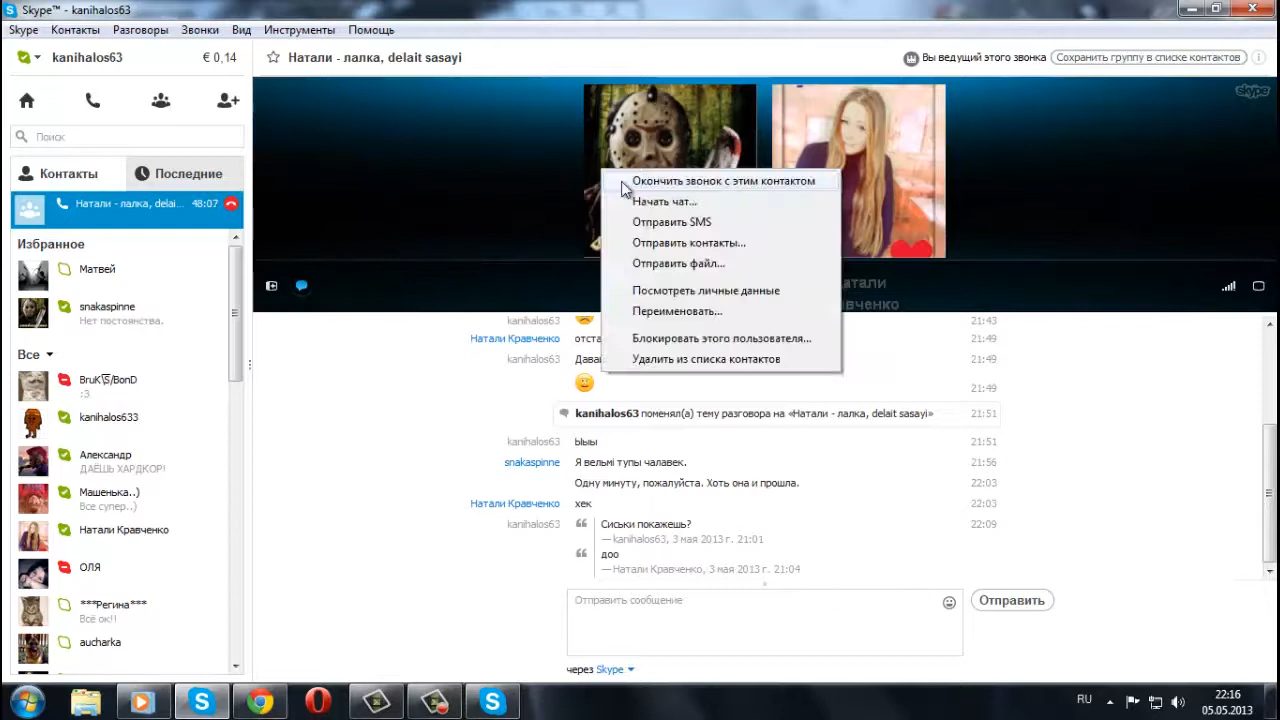 Skype™ - kanihalos63
Skype Контакты Разговоры Звонки Вид Инструменты Помощь
kanihalos63 € 0,14
Поиск
Контакты Последние
Натали - лалка, delai... 48:07
Избранное
Матвей
snakaspinne
Нет постоянства.
Все
BruK\S/BonD
:3
kanihalos633
Александр
ДАЁШЬ ХАРДКОР!
Машенька..)
Все супер..)
Натали Кравченко
ОЛЯ
***Регина***
Всё ок!!
aucharka
Натали - лалка, delait sasayi
Вы ведущий этого звонка Сохранить группу в списке контактов
skype
Окончить звонок с этим контактом
Начать чат...
Отправить SMS
Отправить контакты...
Отправить файл...
Посмотреть личные данные
Переименовать...
Блокировать этого пользователя...
Удалить из списка контактов
kanihalos63 21:43
Натали Кравченко отста 21:49
Дава 21:49
21:49
kanihalos63 поменял(а) тему разговора на «Натали - лалка, delait sasayi» 21:51
kanihalos63 ыыы 21:51
snakaspinne Я вельмі тупы чалавек. 21:56
Одну минуту, пожалуйста. Хоть она и прошла. 22:03
Натали Кравченко хек 22:03
kanihalos63 Сиськи покажешь? 22:09
— kanihalos63, 3 мая 2013 г. 21:01
доо
— Натали Кравченко, 3 мая 2013 г. 21:04
Отправить сообщение
Отправить
через Skype
RU
22:16
05.05.2013